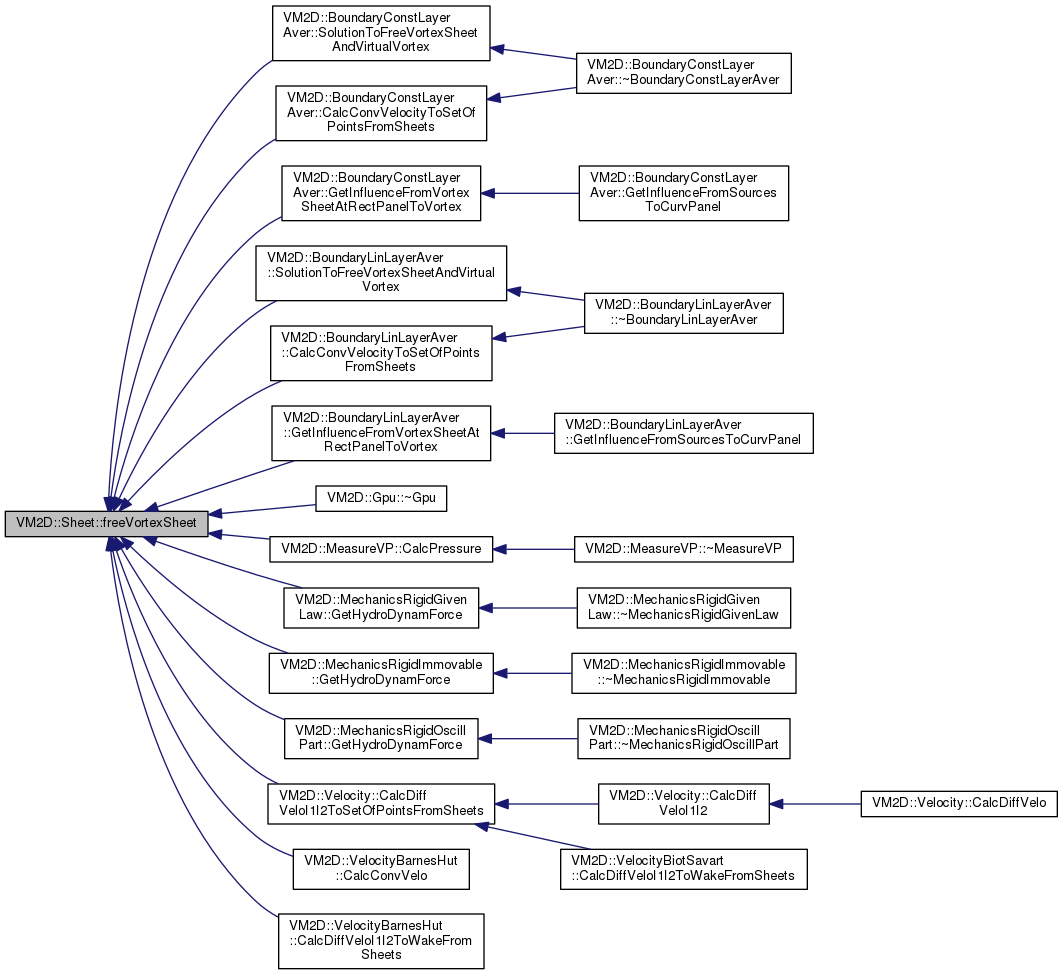 VM2D::BoundaryConstLayer
Aver::SolutionToFreeVortexSheet
AndVirtualVortex
VM2D::BoundaryConstLayer
Aver::~BoundaryConstLayerAver
VM2D::BoundaryConstLayer
Aver::CalcConvVelocityToSetOf
PointsFromSheets
VM2D::BoundaryConstLayer
Aver::GetInfluenceFromVortex
SheetAtRectPanelToVortex
VM2D::BoundaryConstLayer
Aver::GetInfluenceFromSources
ToCurvPanel
VM2D::BoundaryLinLayerAver
::SolutionToFreeVortexSheetAndVirtual
Vortex
VM2D::BoundaryLinLayerAver
::~BoundaryLinLayerAver
VM2D::BoundaryLinLayerAver
::CalcConvVelocityToSetOfPoints
FromSheets
VM2D::BoundaryLinLayerAver
::GetInfluenceFromVortexSheetAt
RectPanelToVortex
VM2D::BoundaryLinLayerAver
::GetInfluenceFromSourcesToCurvPanel
VM2D::Gpu::~Gpu
VM2D::Sheet::freeVortexSheet
VM2D::MeasureVP::CalcPressure
VM2D::MeasureVP::~MeasureVP
VM2D::MechanicsRigidGiven
Law::GetHydroDynamForce
VM2D::MechanicsRigidGiven
Law::~MechanicsRigidGivenLaw
VM2D::MechanicsRigidImmovable
::GetHydroDynamForce
VM2D::MechanicsRigidImmovable
::~MechanicsRigidImmovable
VM2D::MechanicsRigidOscill
Part::GetHydroDynamForce
VM2D::MechanicsRigidOscill
Part::~MechanicsRigidOscillPart
VM2D::Velocity::CalcDiff
VeloI1I2ToSetOfPointsFromSheets
VM2D::Velocity::CalcDiff
VeloI1I2
VM2D::Velocity::CalcDiffVelo
VM2D::VelocityBarnesHut
::CalcConvVelo
VM2D::VelocityBiotSavart
::CalcDiffVeloI1I2ToWakeFromSheets
VM2D::VelocityBarnesHut
::CalcDiffVeloI1I2ToWakeFrom
Sheets